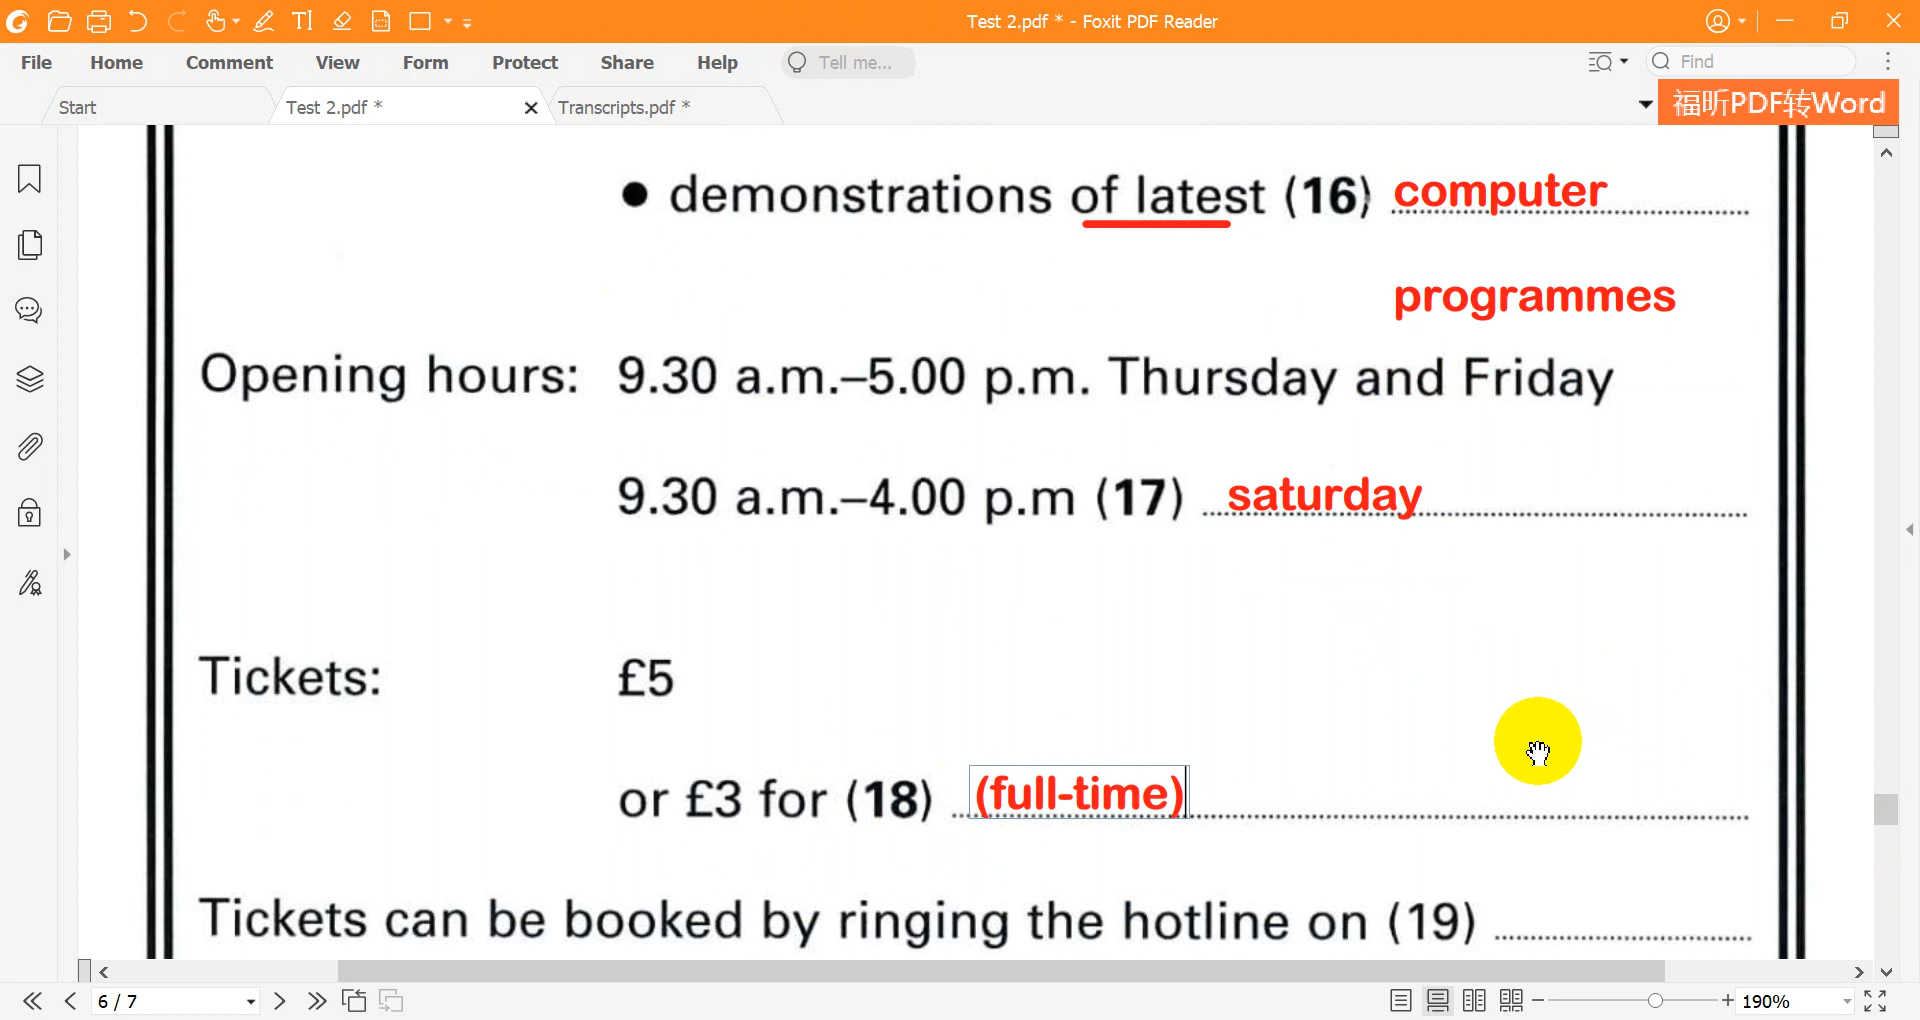 Test 2.pdf * - Foxit PDF Reader
File Home Comment View Form Protect Share Help Tell me... Find
Start Test 2.pdf * Transcripts.pdf * 福昕PDF转Word
● demonstrations of latest (16) computer
programmes
Opening hours: 9.30 a.m.–5.00 p.m. Thursday and Friday
9.30 a.m.–4.00 p.m (17) saturday
Tickets: £5
or £3 for (18) (full-time)
Tickets can be booked by ringing the hotline on (19)
6 / 7 190%